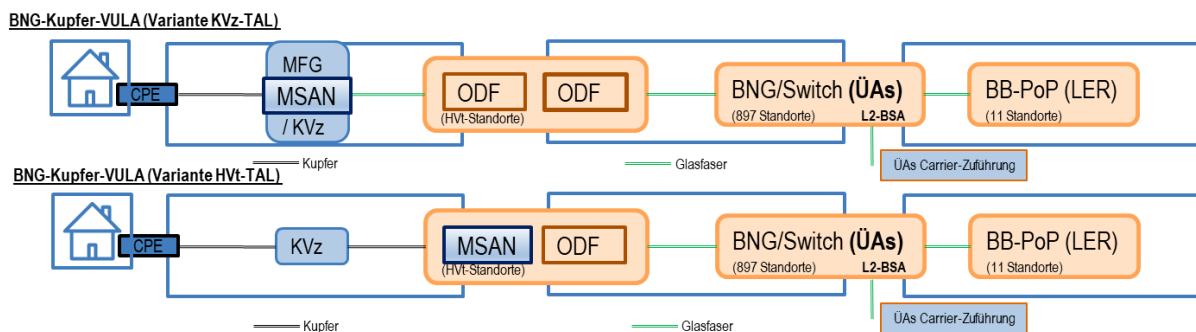 BNG-Kupfer-VULA (Variante KVz-TAL)
CPE
MFG
MSAN
/ KVz
ODF
(HVt-Standorte)
ODF
BNG/Switch (ÜAs)
(897 Standorte) L2-BSA
BB-PoP (LER)
(11 Standorte)
Kupfer
Glasfaser
ÜAs Carrier-Zuführung
BNG-Kupfer-VULA (Variante HVt-TAL)
CPE
KVz
MSAN
(HVt-Standorte)
ODF
BNG/Switch (ÜAs)
(897 Standorte) L2-BSA
BB-PoP (LER)
(11 Standorte)
Kupfer
Glasfaser
ÜAs Carrier-Zuführung